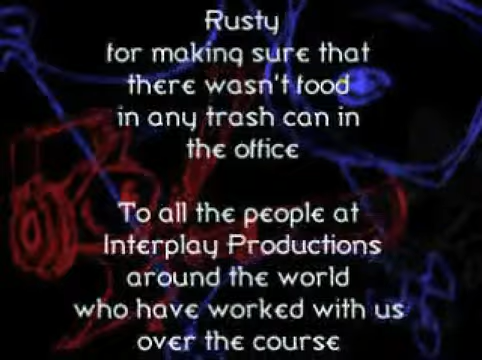 Rusty
for making sure that
there wasn't food
in any trash can in
the office
To all the people at
Interplay Productions
around the world
who have worked with us
over the course